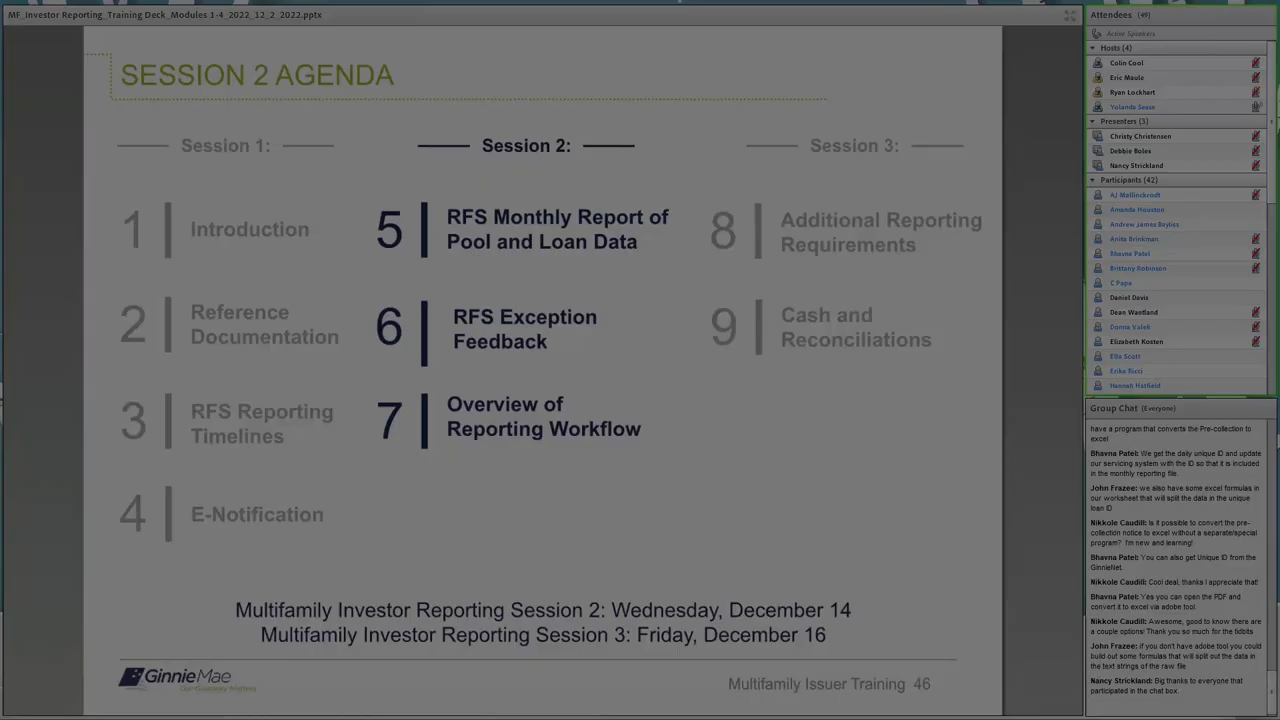 MF_Investor Reporting_Training Deck_Modules 1-4_2022_12_2_2022.pptx
SESSION 2 AGENDA
Session 1:
1
Introduction
2
Reference
Documentation
3
RFS Reporting
Timelines
4
E-Notification
Session 2:
5
RFS Monthly Report of
Pool and Loan Data
6
RFS Exception
Feedback
7
Overview of
Reporting Workflow
Session 3:
8
Additional Reporting
Requirements
9
Cash and
Reconciliations
Multifamily Investor Reporting Session 2: Wednesday, December 14
Multifamily Investor Reporting Session 3: Friday, December 16
GinnieMae
Our Guaranty Matters
Multifamily Issuer Training 46
Attendees (49)
Active Speakers
Hosts (4)
Colin Cool
Eric Maule
Ryan Lockhart
Yolanda Sease
Presenters (3)
Christy Christensen
Debbie Boles
Nancy Strickland
Participants (42)
AJ Mallinckrodt
Amanda Houston
Andrew James Bayliss
Anita Brinkman
Bhavna Patel
Brittany Robinson
C Papa
Daniel Davis
Dean Wantland
Donna Valek
Elizabeth Kosten
Ella Scott
Erika Ricci
Hannah Hatfield
Group Chat (Everyone)
have a program that converts the Pre-collection to
excel
Bhavna Patel: We get the daily unique ID and update
our servicing system with the ID so that it is included
in the monthly reporting file.
John Frazee: we also have some excel formulas in
our worksheet that will split the data in the unique
loan ID
Nikkole Caudill: Is it possible to convert the pre-
collection notice to excel without a separate/special
program? I'm new and learning!
Bhavna Patel: You can also get Unique ID from the
GinnieNet.
Nikkole Caudill: Cool deal, thanks I appreciate that!
Bhavna Patel: Yes you can open the PDF and
convert it to excel via adobe tool.
Nikkole Caudill: Awesome, good to know there are
a couple options! Thank you so much for the tidbits
John Frazee: if you don't have adobe tool you could
build out some formulas that will split out the data in
the text strings of the raw file
Nancy Strickland: Big thanks to everyone that
participated in the chat box.